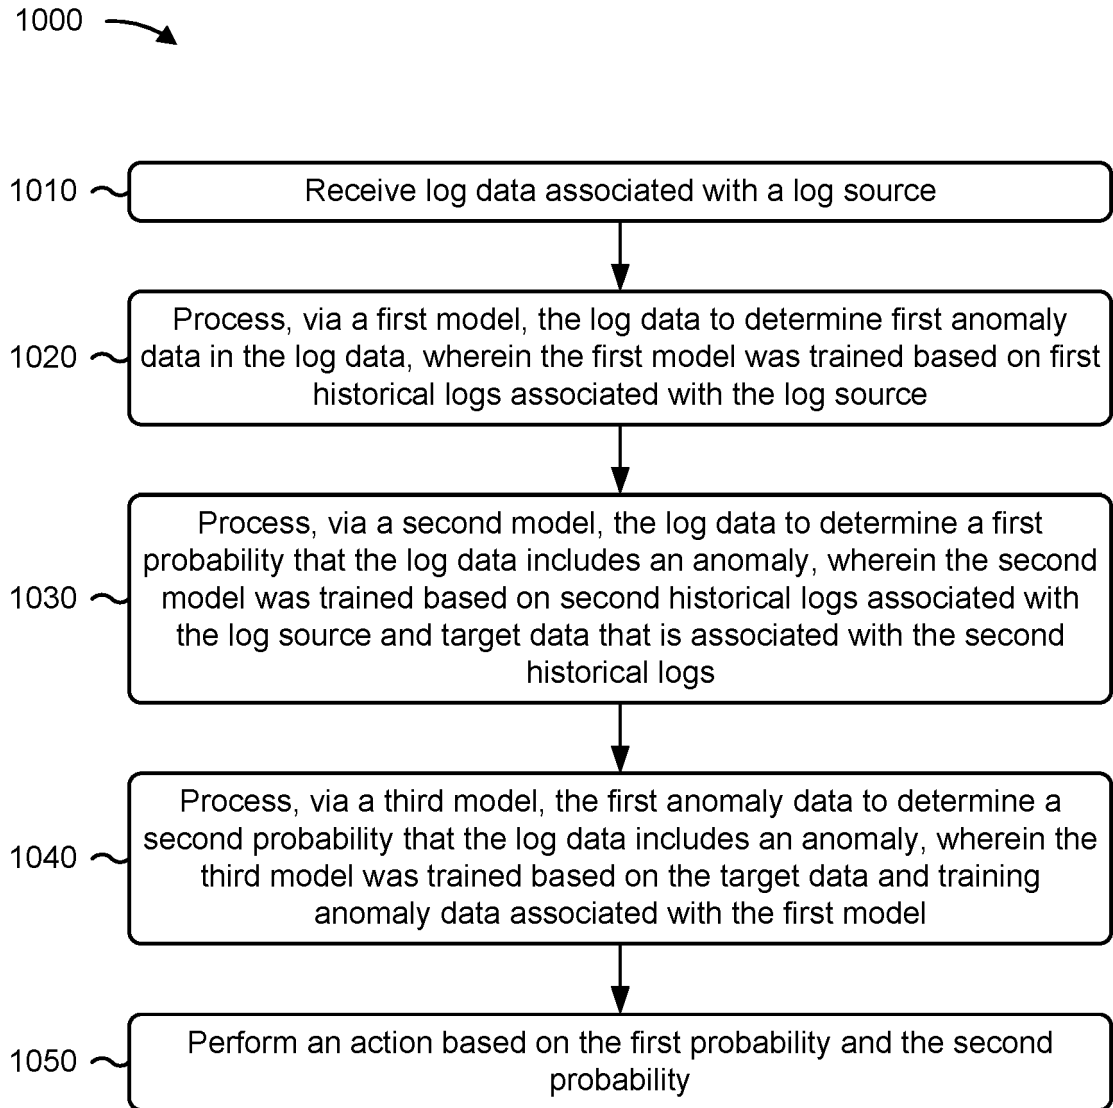 1000
1010
Receive log data associated with a log source
Process, via a first model, the log data to determine first anomaly
1020
data in the log data, wherein the first model was trained based on first
historical logs associated with the log source
Process, via a second model, the log data to determine a first
probability that the log data includes an anomaly, wherein the second
1030
model was trained based on second historical logs associated with
the log source and target data that is associated with the second
historical logs
Process, via a third model, the first anomaly data to determine a
second probability that the log data includes an anomaly, wherein the
1040
third model was trained based on the target data and training
anomaly data associated with the first model
1050
Perform an action based on the first probability and the second
probability